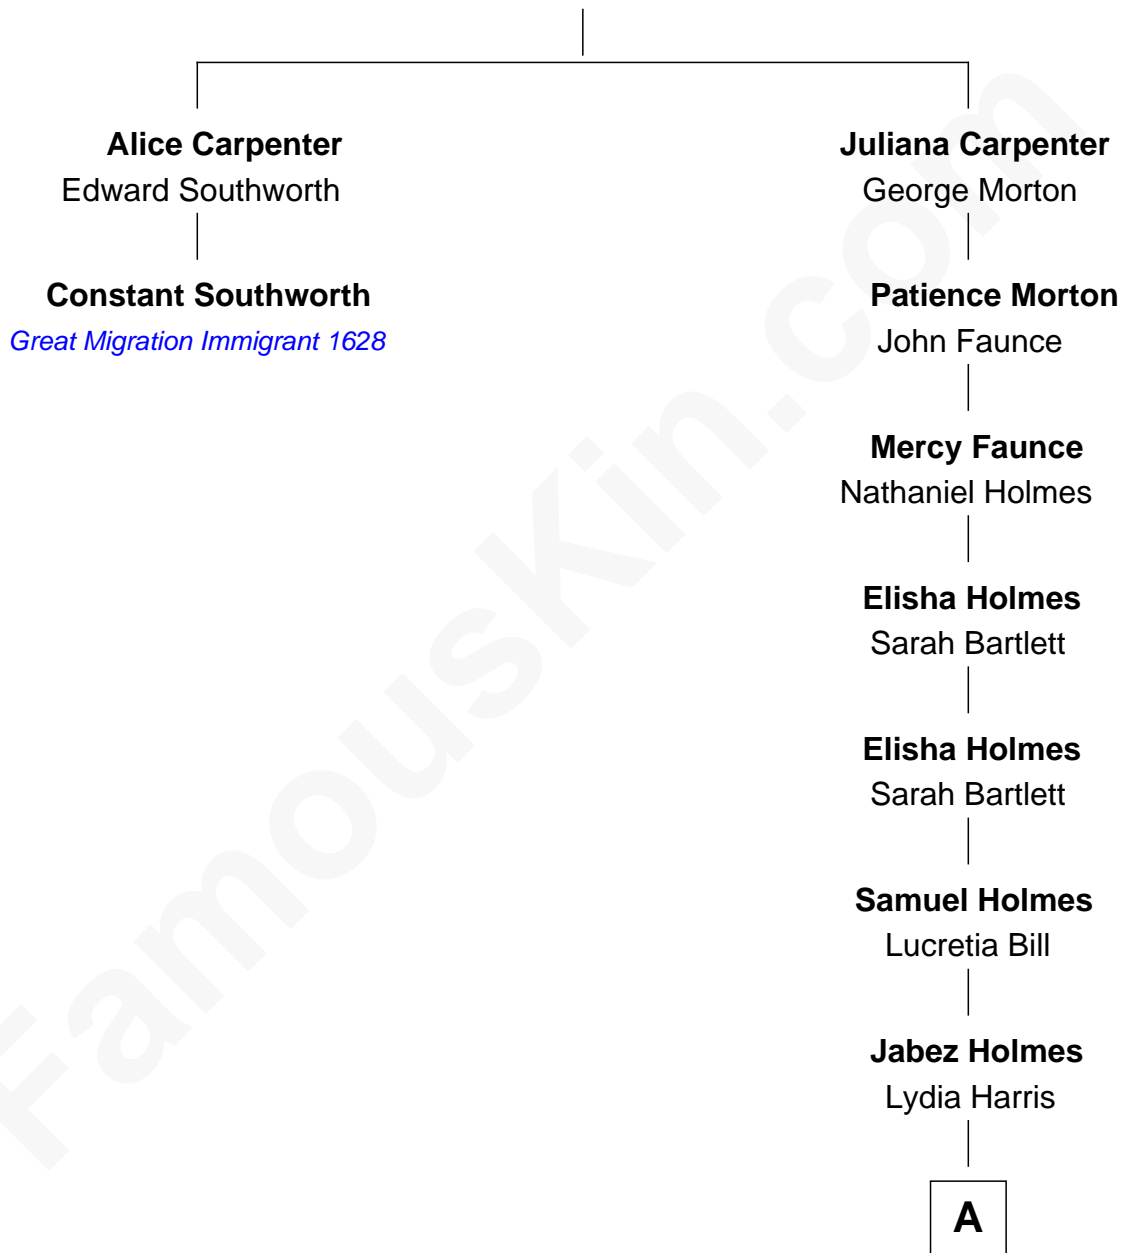 Alice Carpenter
Edward Southworth
Constant Southworth
Great Migration Immigrant 1628
Juliana Carpenter
George Morton
Patience Morton
John Faunce
Mercy Faunce
Nathaniel Holmes
Elisha Holmes
Sarah Bartlett
Elisha Holmes
Sarah Bartlett
Samuel Holmes
Lucretia Bill
Jabez Holmes
Lydia Harris
A
FamousKin.com